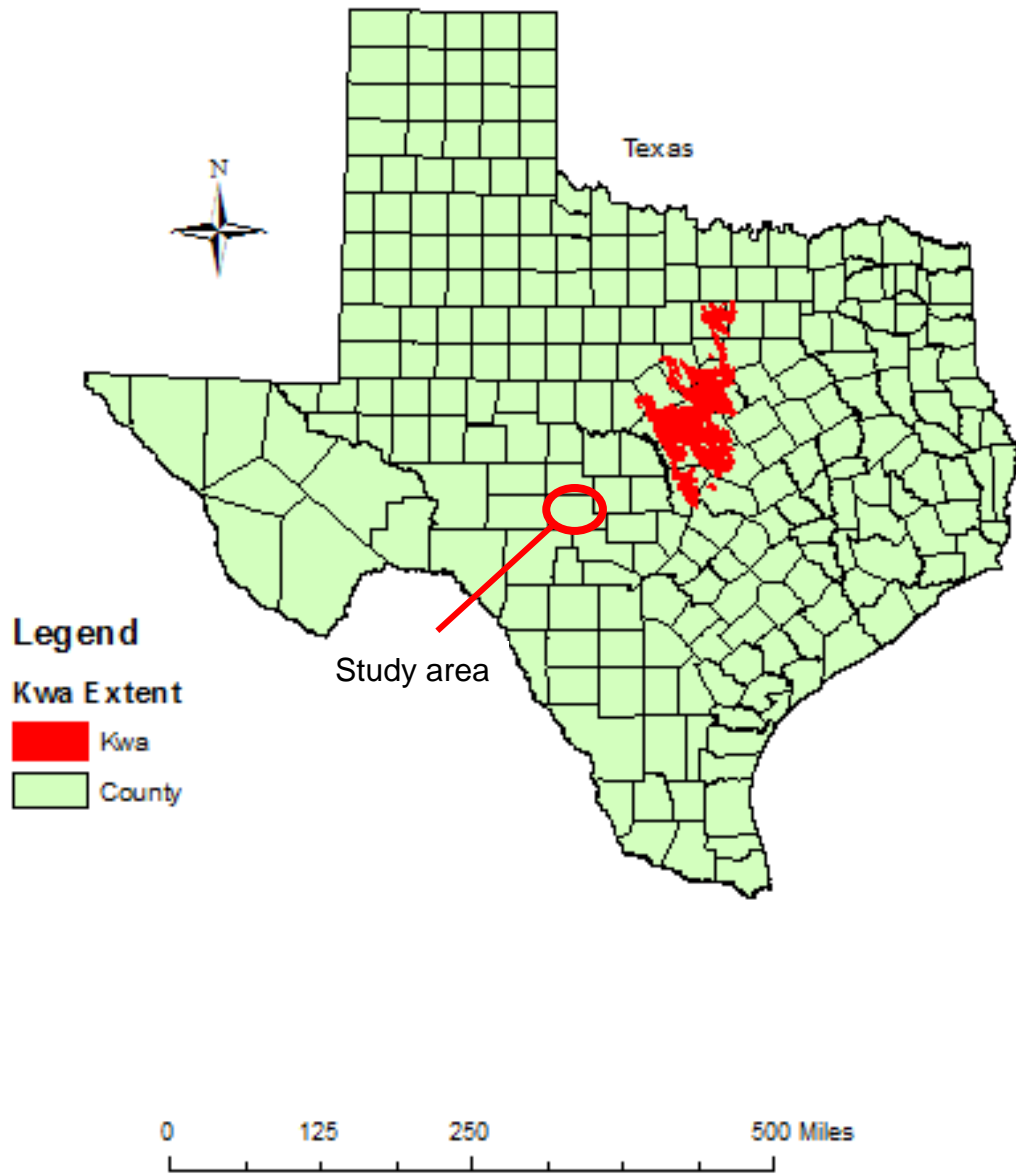 Texas
N
Legend
Study area
Kwa Extent
Kwa
County
0 125 250 500 Miles